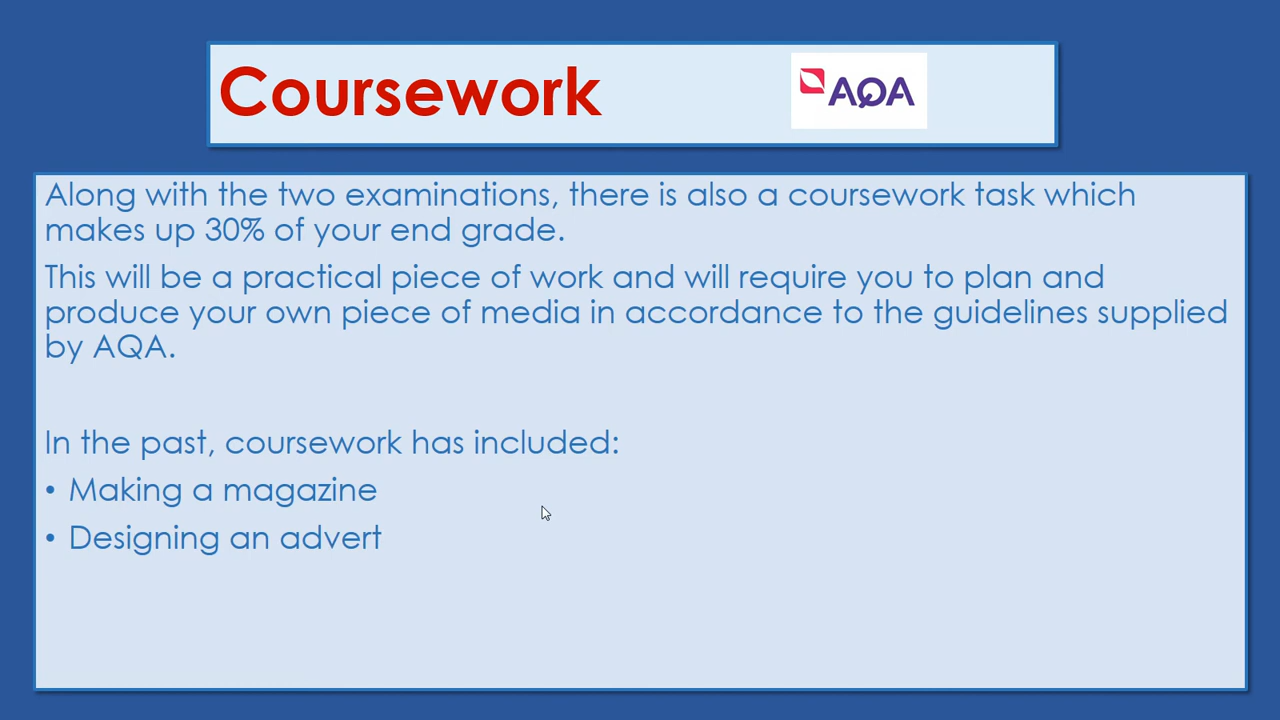 Coursework
AQA
Along with the two examinations, there is also a coursework task which
makes up 30% of your end grade.
This will be a practical piece of work and will require you to plan and
produce your own piece of media in accordance to the guidelines supplied
by AQA.
In the past, coursework has included:
• Making a magazine
• Designing an advert